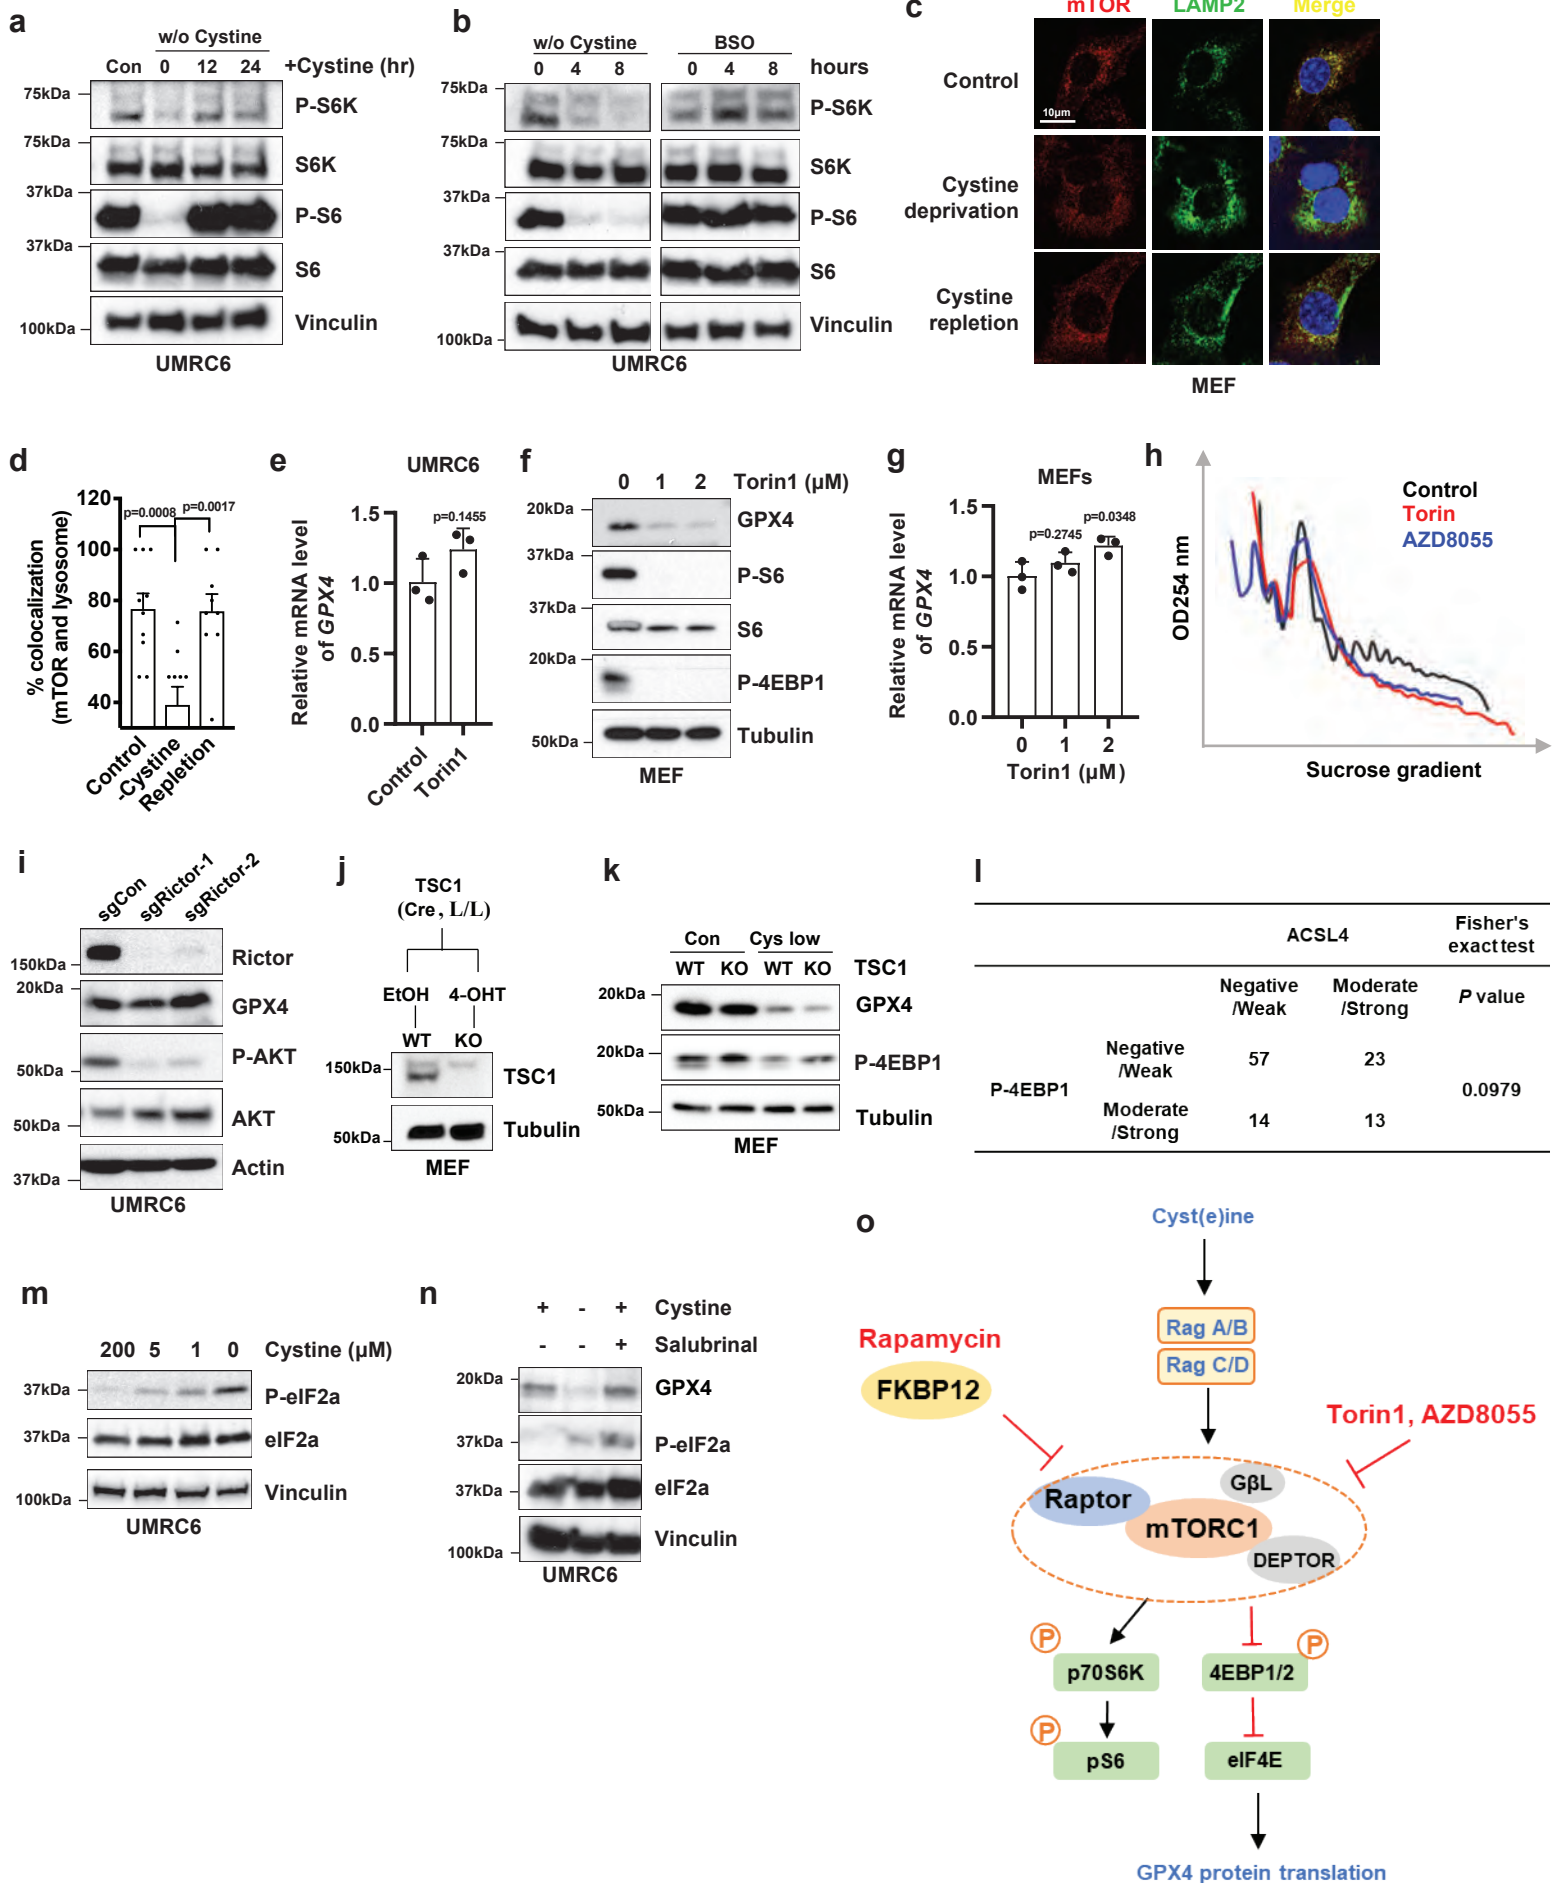 a
w/o Cystine
Con 0 12 24 +Cystine (hr)
75kDa
P-S6K
75kDa
S6K
37kDa
P-S6
37kDa
S6
100kDa
Vinculin
UMRC6
b
w/o Cystine BSO
0 4 8 0 4 8 hours
75kDa
P-S6K
75kDa
S6K
37kDa
P-S6
37kDa
S6
100kDa
Vinculin
UMRC6
c
mTOR LAMP2 Merge
Control
10μm
Cystine
deprivation
Cystine
repletion
MEF
d
% colocalization
(mTOR and lysosome)
120
100
80
60
40
p=0.0008
p=0.0017
Control
-Cystine
Repletion
e
UMRC6
Relative mRNA level
of GPX4
1.5
1.0
0.5
0.0
p=0.1455
Control
Torin1
f
0 1 2 Torin1 (μM)
20kDa
GPX4
37kDa
P-S6
37kDa
S6
20kDa
P-4EBP1
50kDa
Tubulin
MEF
g
MEFs
Relative mRNA level
of GPX4
1.5
1.0
0.5
0.0
p=0.2745
p=0.0348
0 1 2
Torin1 (μM)
h
OD254 nm
Control
Torin
AZD8055
Sucrose gradient
i
sgCon
sgRictor-1
sgRictor-2
150kDa
Rictor
20kDa
GPX4
P-AKT
50kDa
AKT
50kDa
Actin
37kDa
UMRC6
j
TSC1
(Cre, L/L)
EtOH 4-OHT
WT KO
150kDa
TSC1
50kDa
Tubulin
MEF
k
Con Cys low
WT KO WT KO TSC1
20kDa
GPX4
20kDa
P-4EBP1
50kDa
Tubulin
MEF
l
ACSL4
Fisher's
exact test
Negative
/Weak
Moderate
/Strong
P value
P-4EBP1
Negative
/Weak
57 23
0.0979
Moderate
/Strong
14 13
m
200 5 1 0 Cystine (μM)
37kDa
P-eIF2a
37kDa
eIF2a
100kDa
Vinculin
UMRC6
n
+ - + Cystine
- - + Salubrinal
20kDa
GPX4
37kDa
P-eIF2a
37kDa
eIF2a
100kDa
Vinculin
UMRC6
o
Cyst(e)ine
Rag A/B
Rag C/D
Rapamycin
FKBP12
Torin1, AZD8055
GβL
Raptor
mTORC1
DEPTOR
P
p70S6K
P
4EBP1/2
P
pS6
eIF4E
GPX4 protein translation